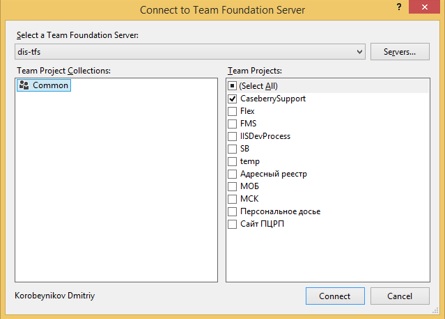 Connect to Team Foundation Server
?
Select a Team Foundation Server:
dis-tfs
Servers...
Team Project Collections:
Team Projects:
Common
(Select All)
CaseberrySupport
Flex
FMS
IISDevProcess
SB
temp
Адресный реестр
МОБ
МСК
Персональное досье
Сайт ПЦРП
Korobeynikov Dmitriy
Connect
Cancel